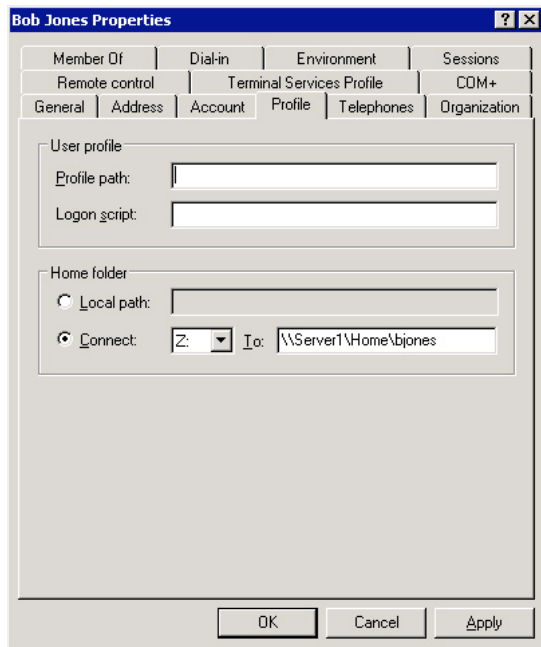 Bob Jones Properties
Member Of Dial-in Environment Sessions
Remote control Terminal Services Profile COM+
General Address Account Profile Telephones Organization
User profile
Profile path:
Logon script:
Home folder
Local path:
Connect: Z: To: \\Server1\Home\bjones
OK Cancel Apply